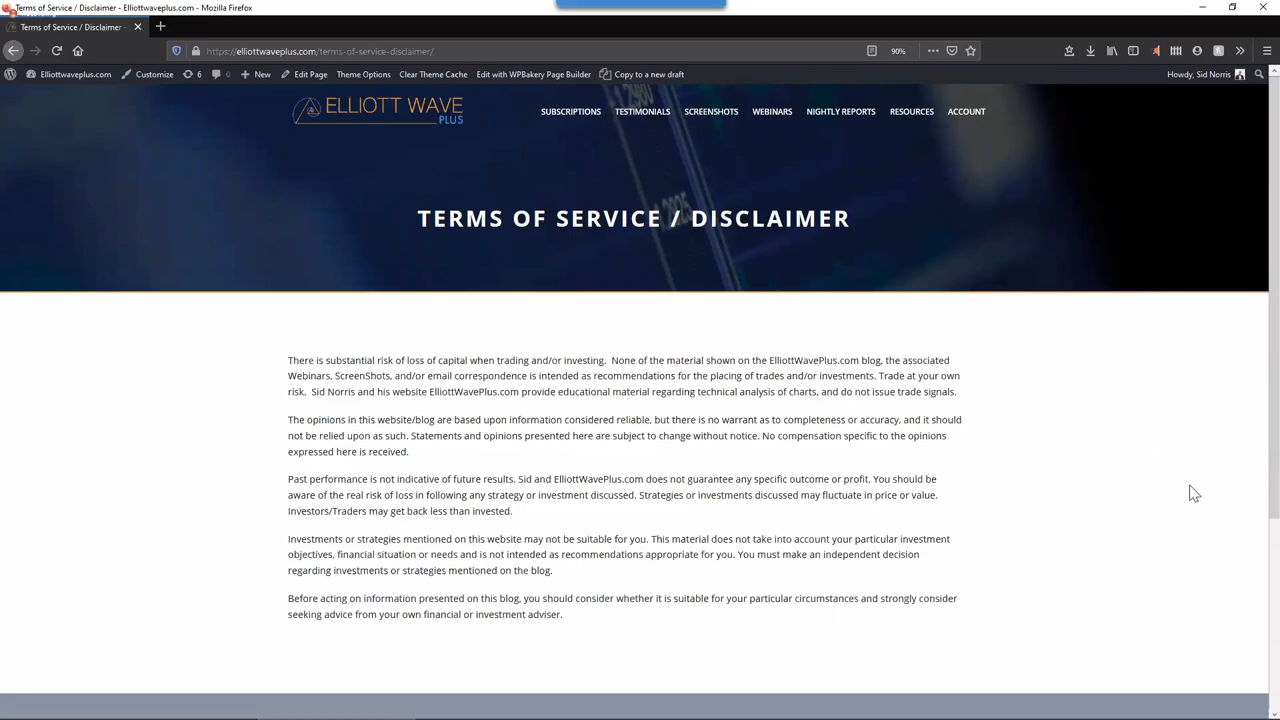 Terms of Service / Disclaimer - Elliottwaveplus.com - Mozilla Firefox
Terms of Service / Disclaimer -
https://elliottwaveplus.com/terms-of-service-disclaimer/
90%
Elliottwaveplus.com Customize 6 0 New Edit Page Theme Options Clear Theme Cache Edit with WPBakery Page Builder Copy to a new draft Howdy, Sid Norris
ELLIOTT WAVE
PLUS
SUBSCRIPTIONS TESTIMONIALS SCREENSHOTS WEBINARS NIGHTLY REPORTS RESOURCES ACCOUNT
TERMS OF SERVICE / DISCLAIMER
There is substantial risk of loss of capital when trading and/or investing. None of the material shown on the ElliottWavePlus.com blog, the associated
Webinars, ScreenShots, and/or email correspondence is intended as recommendations for the placing of trades and/or investments. Trade at your own
risk. Sid Norris and his website ElliottWavePlus.com provide educational material regarding technical analysis of charts, and do not issue trade signals.
The opinions in this website/blog are based upon information considered reliable, but there is no warrant as to completeness or accuracy, and it should
not be relied upon as such. Statements and opinions presented here are subject to change without notice. No compensation specific to the opinions
expressed here is received.
Past performance is not indicative of future results. Sid and ElliottWavePlus.com does not guarantee any specific outcome or profit. You should be
aware of the real risk of loss in following any strategy or investment discussed. Strategies or investments discussed may fluctuate in price or value.
Investors/Traders may get back less than invested.
Investments or strategies mentioned on this website may not be suitable for you. This material does not take into account your particular investment
objectives, financial situation or needs and is not intended as recommendations appropriate for you. You must make an independent decision
regarding investments or strategies mentioned on the blog.
Before acting on information presented on this blog, you should consider whether it is suitable for your particular circumstances and strongly consider
seeking advice from your own financial or investment adviser.